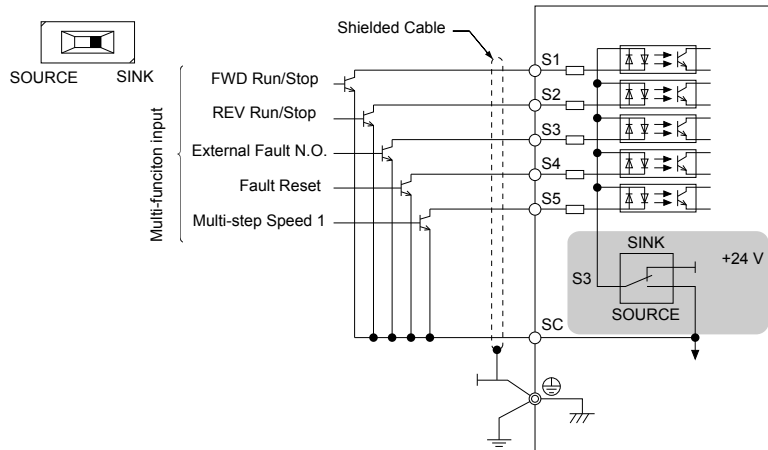 Shielded Cable
SOURCE SINK
Multi-funciton input
FWD Run/Stop
REV Run/Stop
External Fault N.O.
Fault Reset
Multi-step Speed 1
S1
S2
S3
S4
S5
SINK
+24 V
S3
SOURCE
SC